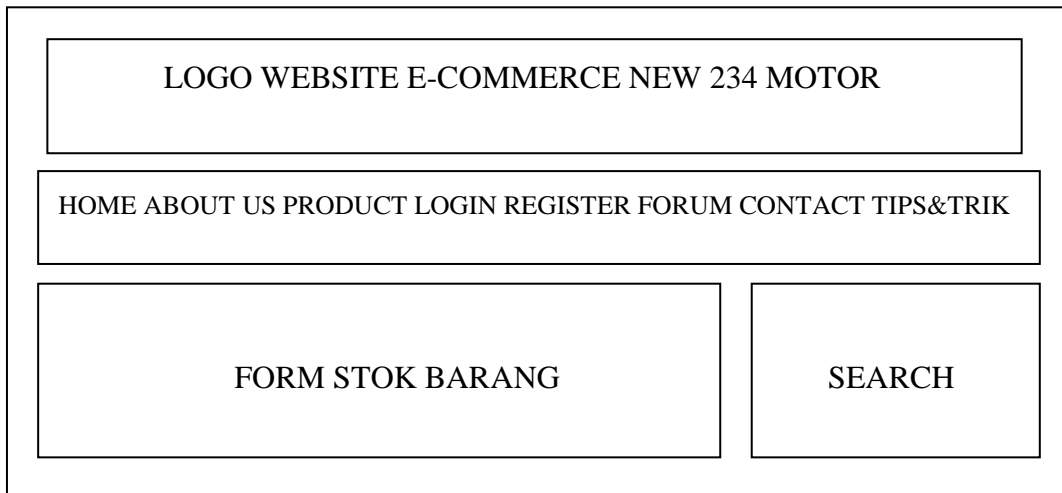 LOGO WEBSITE E-COMMERCE NEW 234 MOTOR
HOME ABOUT US PRODUCT LOGIN REGISTER FORUM CONTACT TIPS&TRIK
FORM STOK BARANG
SEARCH